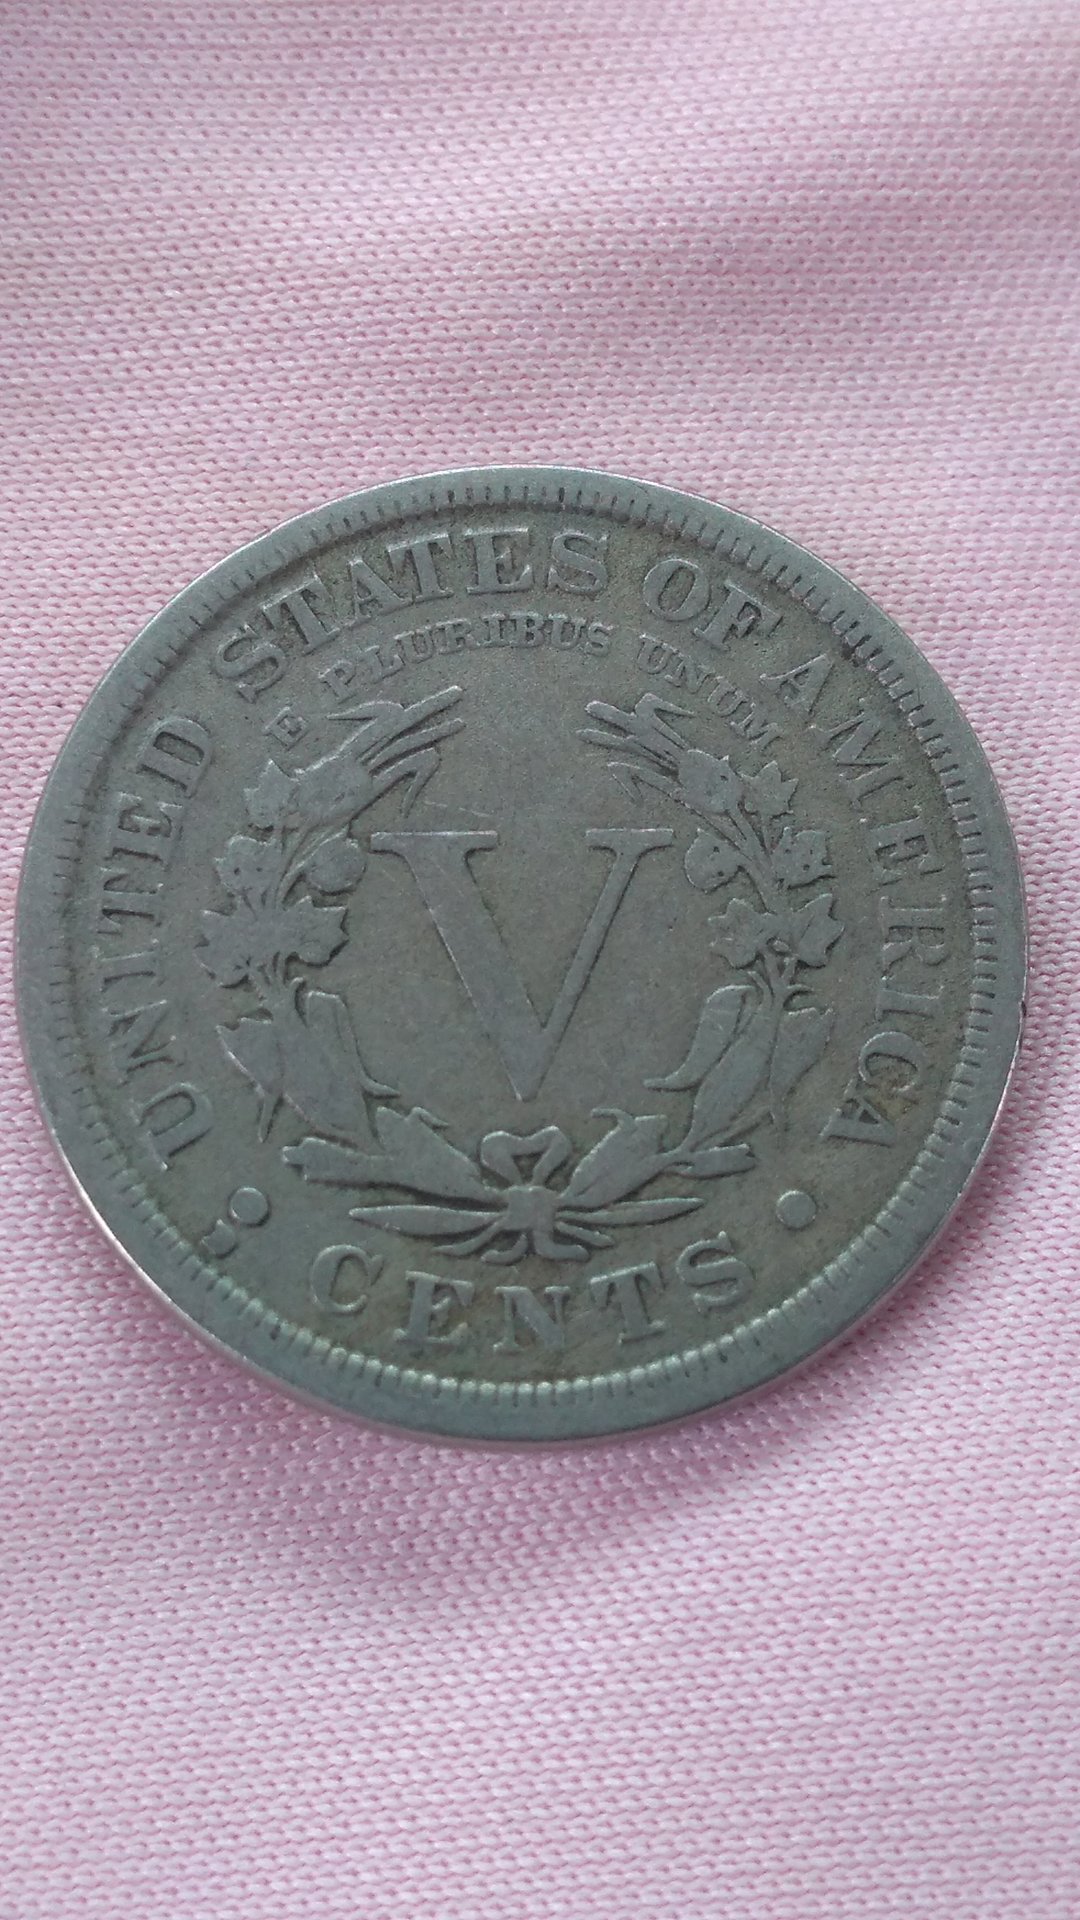 UNITED STATES OF AMERICA
E PLURIBUS UNUM
V
CENTS